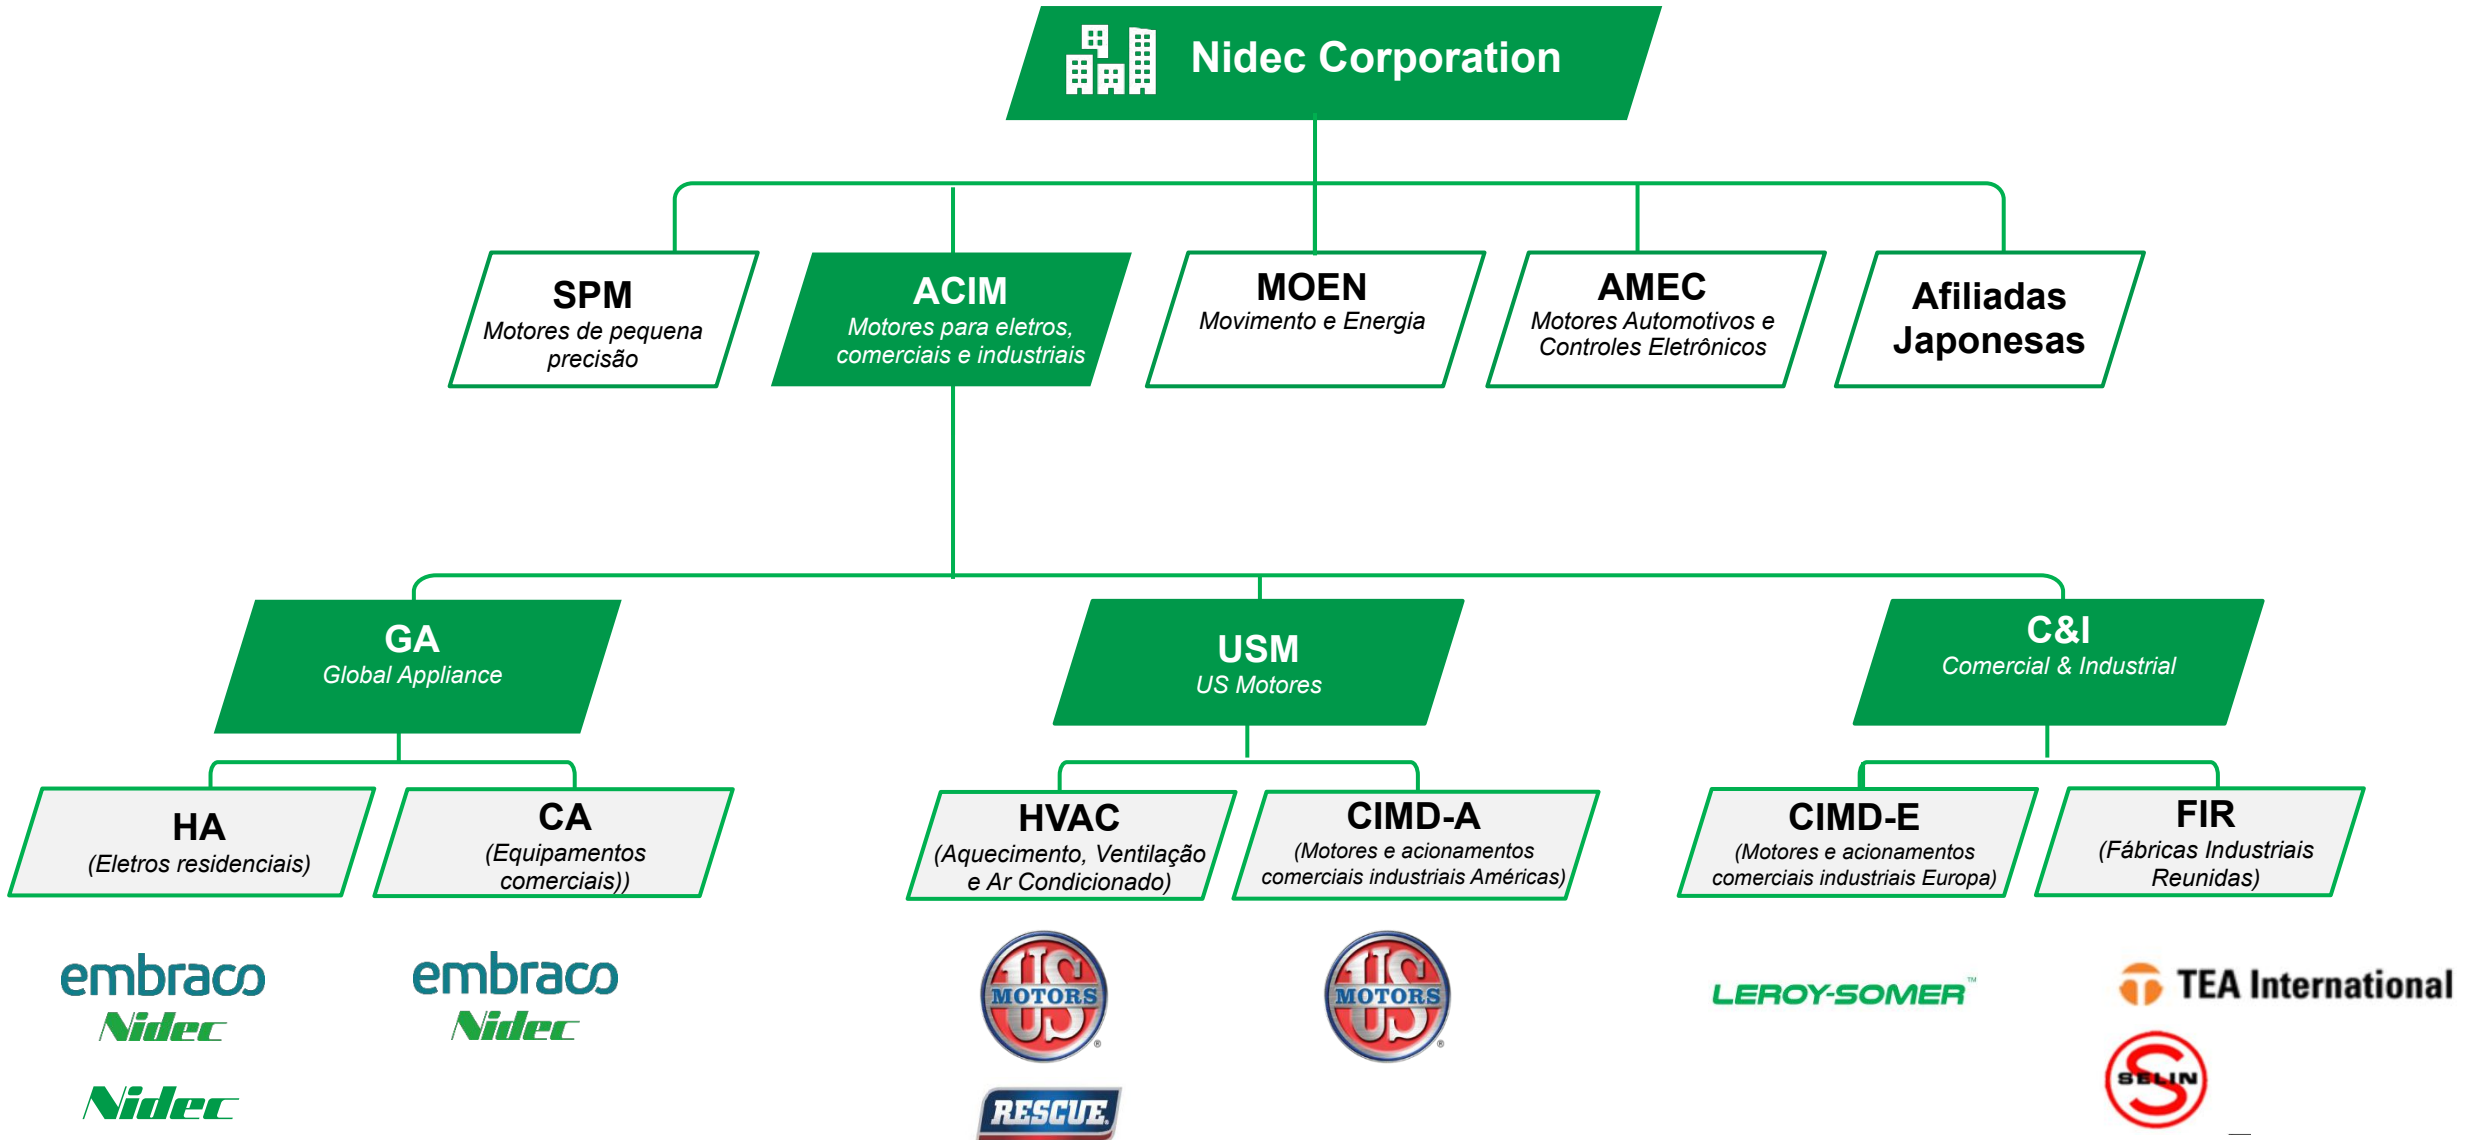 Nidec Corporation
SPM
Motores de pequena
precisão
ACIM
Motores para eletros,
comerciais e industriais
MOEN
Movimento e Energia
AMEC
Motores Automotivos e
Controles Eletrônicos
Afiliadas
Japonesas
GA
Global Appliance
USM
US Motores
C&I
Comercial & Industrial
HA
(Eletros residenciais)
CA
(Equipamentos
comerciais))
HVAC
(Aquecimento, Ventilação
e Ar Condicionado)
CIMD-A
(Motores e acionamentos
comerciais industriais Américas)
CIMD-E
(Motores e acionamentos
comerciais industriais Europa)
FIR
(Fábricas Industriais
Reunidas)
embraco
Nidec
Nidec
embraco
Nidec
US
MOTORS
®
RESCUE.
US
MOTORS
®
LEROY-SOMER™
TEA International
S
SELIN